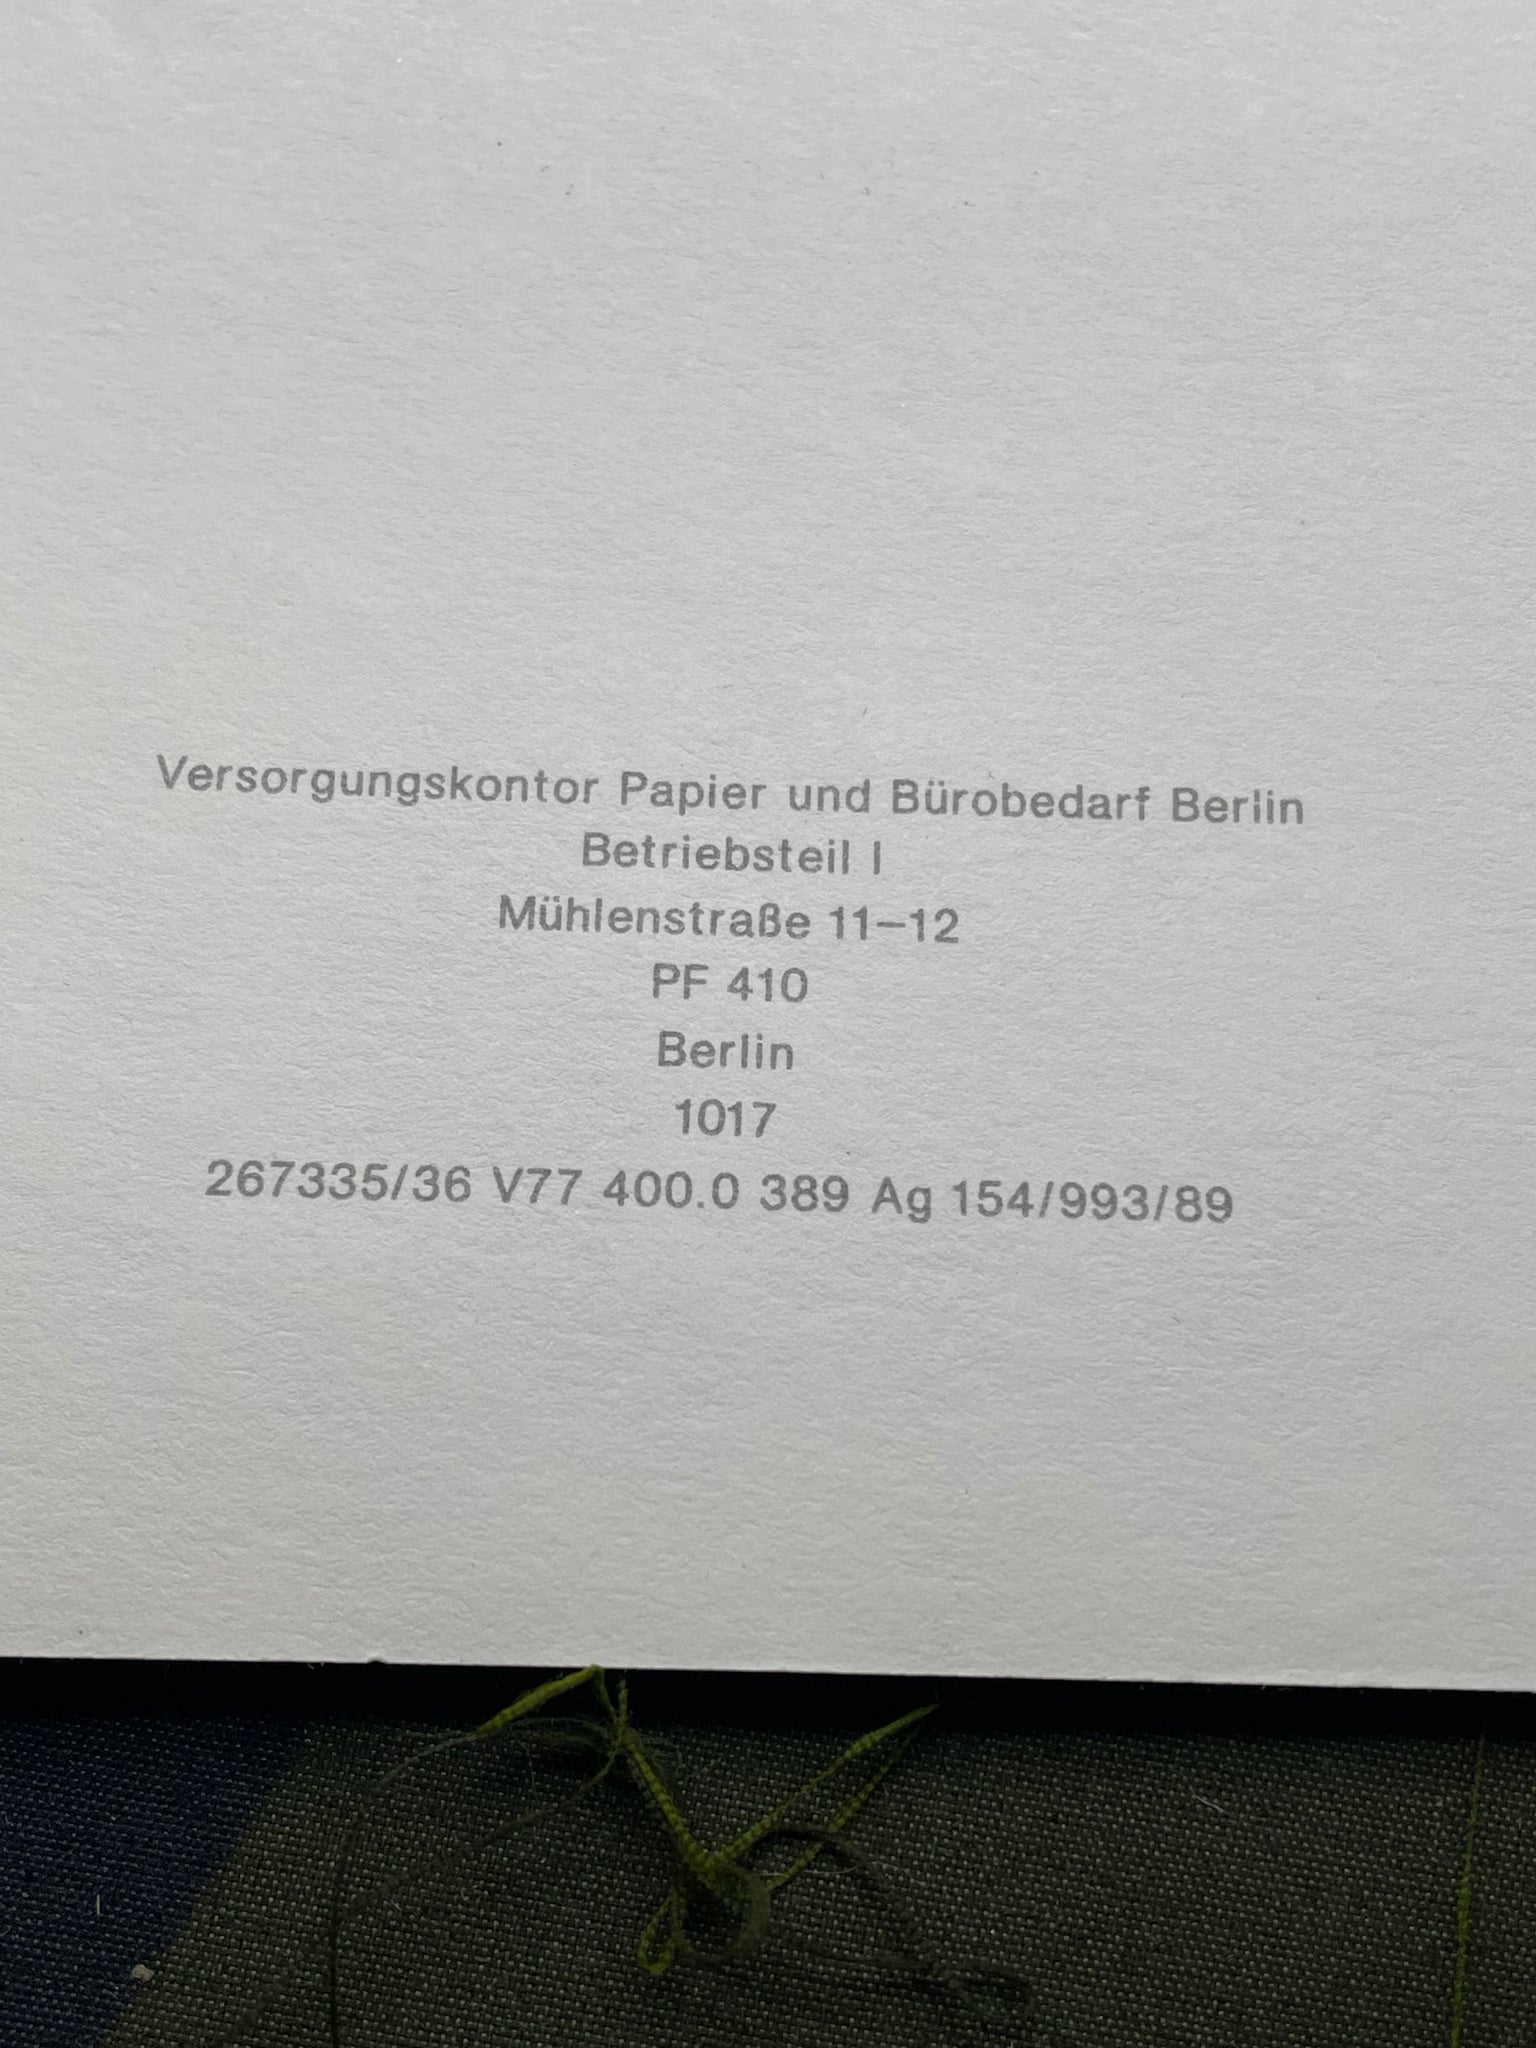 Versorgungskontor Papier und Bürobedarf Berlin
Betriebsteil I
Mühlenstraße 11–12
PF 410
Berlin
1017
267335/36 V77 400.0 389 Ag 154/993/89